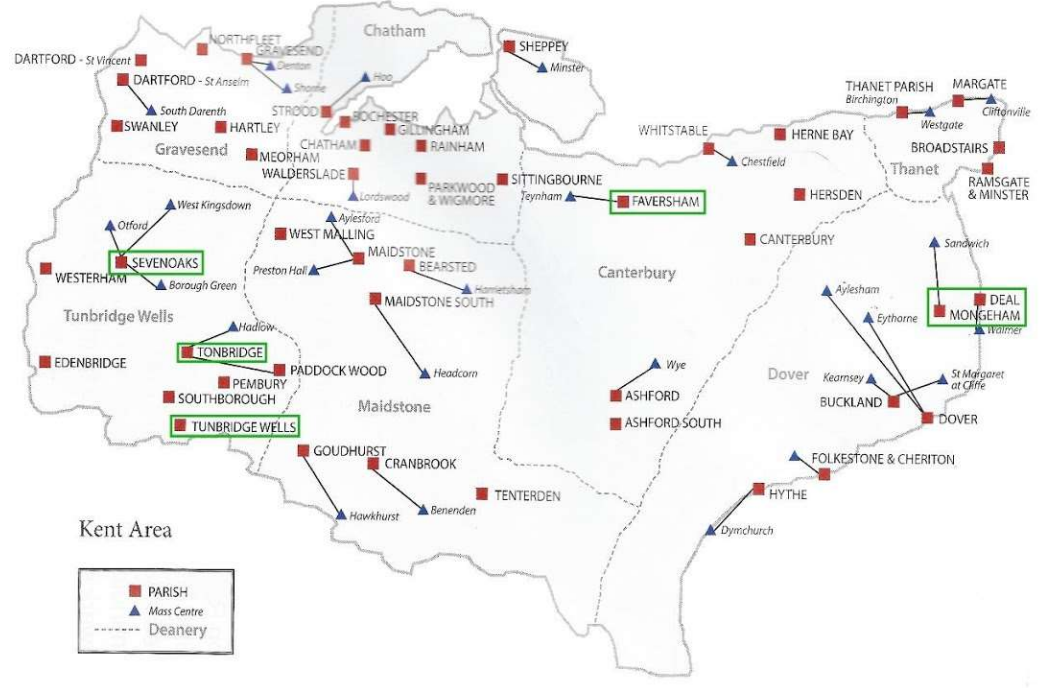 Chatham
NORTHFLEET
GRAVESEND
Denton
Shorne
DARTFORD - St Vincent
DARTFORD - St Anselm
South Darenth
SWANLEY
HARTLEY
Gravesend
MEORHAM
Hoo
STROOD
ROCHESTER
GILLINGHAM
CHATHAM
RAINHAM
WALDERSLADE
Lordswood
PARKWOOD
& WIGMORE
SHEPPEY
Minster
SITTINGBOURNE
Teynham
FAVERSHAM
WHITSTABLE
Chestfield
HERNE BAY
THANET PARISH
Birchington
Westgate
MARGATE
Cliftonville
BROADSTAIRS
Thanet
RAMSGATE
& MINSTER
HERSDEN
CANTERBURY
Canterbury
Sandwich
DEAL
MONGEHAM
Walmer
West Kingsdown
Otford
SEVENOAKS
Borough Green
WESTERHAM
Tunbridge Wells
Hadlow
TONBRIDGE
EDENBRIDGE
PADDOCK WOOD
PEMBURY
SOUTHBOROUGH
TUNBRIDGE WELLS
Aylesford
WEST MALLING
MAIDSTONE
Preston Hall
BEARSTED
Harrietsham
MAIDSTONE SOUTH
Headcorn
Maidstone
GOUDHURST
CRANBROOK
Hawkhurst
Benenden
TENTERDEN
Wye
ASHFORD
ASHFORD SOUTH
Aylesham
Eythorne
Dover
Kearnsey
St Margaret
at Cliffe
BUCKLAND
DOVER
FOLKESTONE & CHERITON
HYTHE
Dymchurch
Kent Area
PARISH
Mass Centre
Deanery